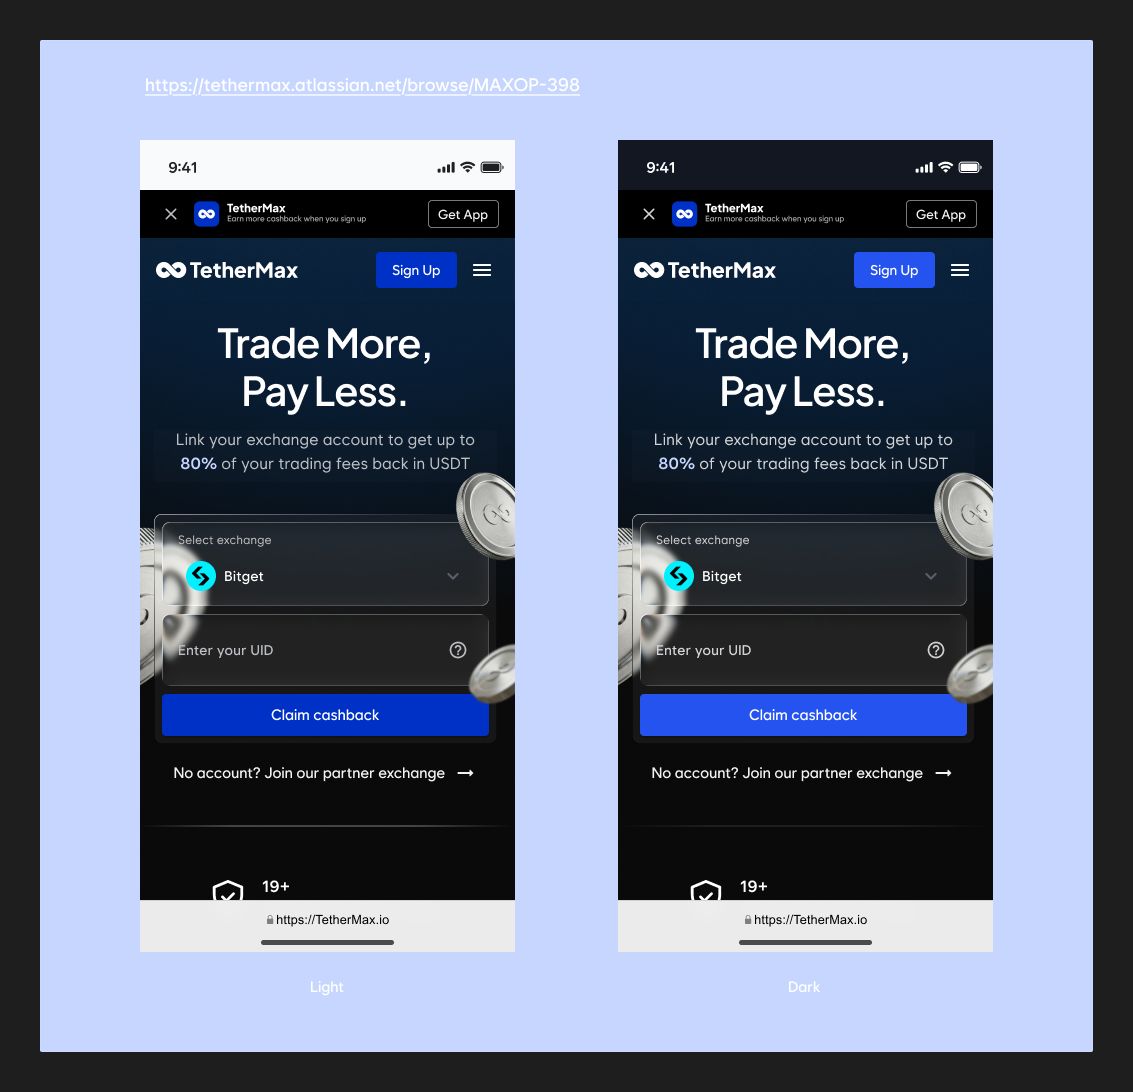 https://tethermax.atlassian.net/browse/MAXOP-398
9:41
TetherMax
Earn more cashback when you sign up
Get App
TetherMax
Sign Up
Trade More,
Pay Less.
Link your exchange account to get up to
80% of your trading fees back in USDT
Select exchange
Bitget
Enter your UID
Claim cashback
No account? Join our partner exchange →
19+
https://TetherMax.io
Light
9:41
TetherMax
Earn more cashback when you sign up
Get App
TetherMax
Sign Up
Trade More,
Pay Less.
Link your exchange account to get up to
80% of your trading fees back in USDT
Select exchange
Bitget
Enter your UID
Claim cashback
No account? Join our partner exchange →
19+
https://TetherMax.io
Dark